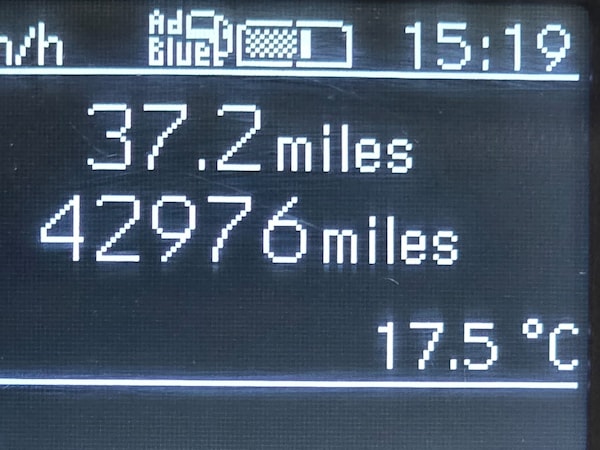 m/h Ad Blue 15:19
37.2 miles
42976 miles
17.5 °C